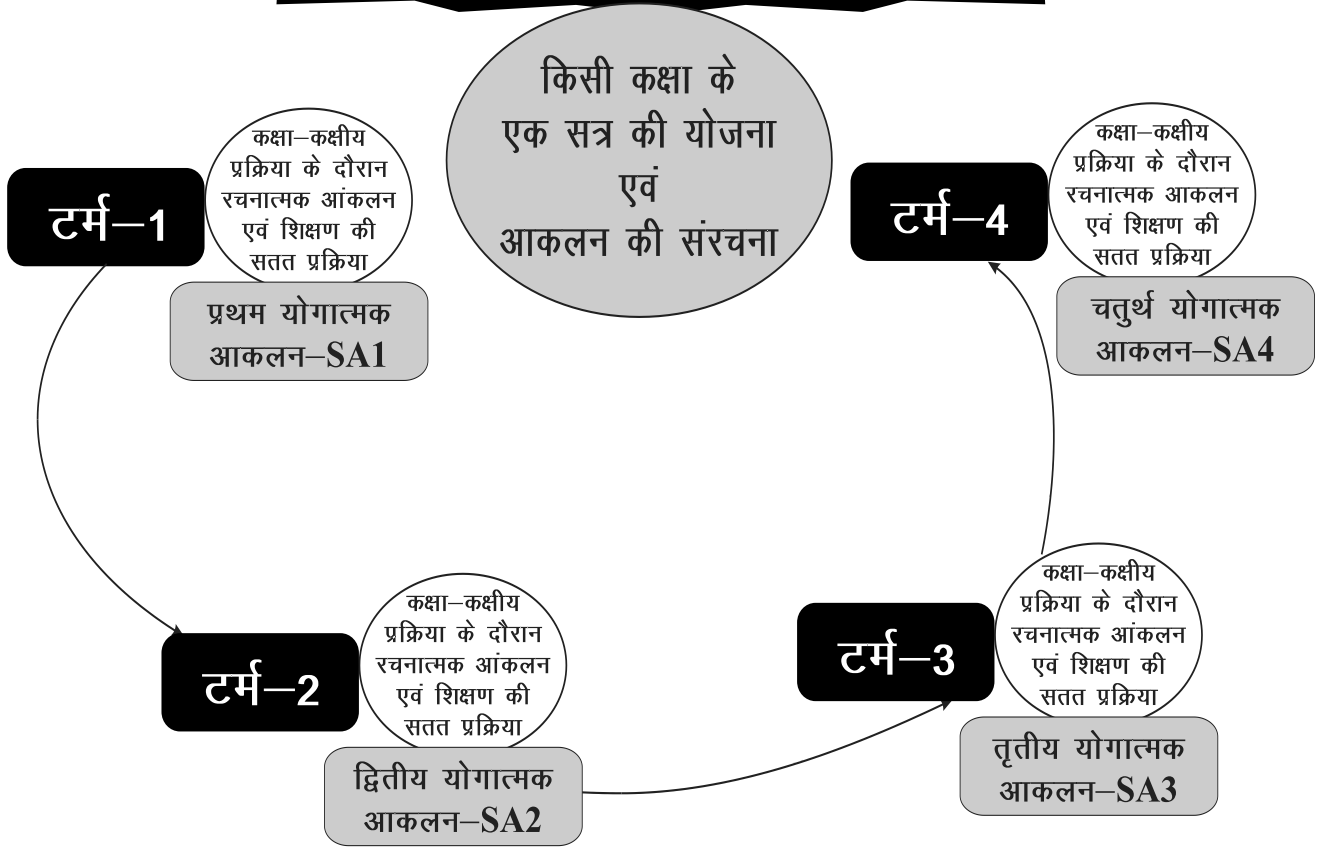 किसी कक्षा के
एक सत्र की योजना
एवं
आकलन की संरचना
टर्म–1
कक्षा–कक्षीय
प्रक्रिया के दौरान
रचनात्मक आंकलन
एवं शिक्षण की
सतत प्रक्रिया
प्रथम योगात्मक
आकलन–SA1
टर्म–2
कक्षा–कक्षीय
प्रक्रिया के दौरान
रचनात्मक आंकलन
एवं शिक्षण की
सतत प्रक्रिया
द्वितीय योगात्मक
आकलन–SA2
टर्म–3
कक्षा–कक्षीय
प्रक्रिया के दौरान
रचनात्मक आंकलन
एवं शिक्षण की
सतत प्रक्रिया
तृतीय योगात्मक
आकलन–SA3
टर्म–4
कक्षा–कक्षीय
प्रक्रिया के दौरान
रचनात्मक आकलन
एवं शिक्षण की
सतत प्रक्रिया
चतुर्थ योगात्मक
आकलन–SA4